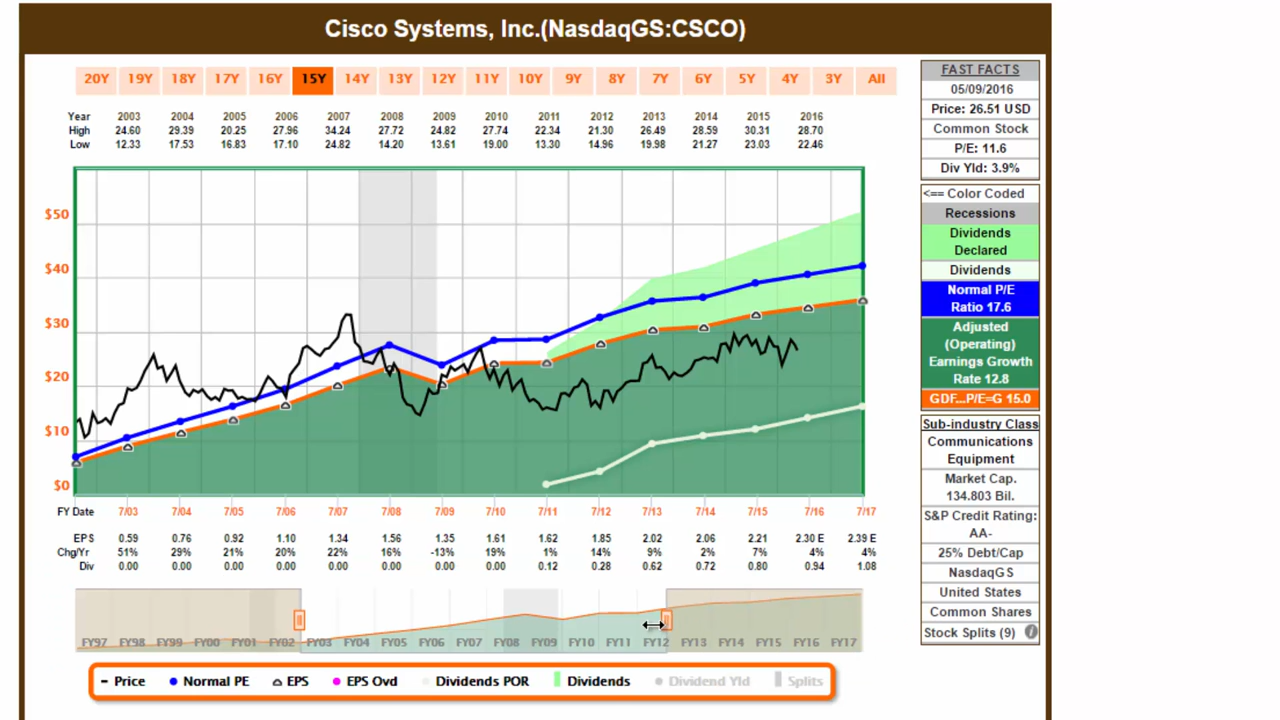 Cisco Systems, Inc.(NasdaqGS:CSCO)
20Y 19Y 18Y 17Y 16Y 15Y 14Y 13Y 12Y 11Y 10Y 9Y 8Y 7Y 6Y 5Y 4Y 3Y All
Year 2003 2004 2005 2006 2007 2008 2009 2010 2011 2012 2013 2014 2015 2016
High 24.60 29.39 20.25 27.96 34.24 27.72 24.82 27.74 22.34 21.30 26.49 28.59 30.31 28.70
Low 12.33 17.53 16.83 17.10 24.82 14.20 13.61 19.00 13.30 14.96 19.98 21.27 23.03 22.46
$50
$40
$30
$20
$10
$0
FY Date 7/03 7/04 7/05 7/06 7/07 7/08 7/09 7/10 7/11 7/12 7/13 7/14 7/15 7/16 7/17
EPS 0.59 0.76 0.92 1.10 1.34 1.56 1.35 1.61 1.62 1.85 2.02 2.06 2.21 2.30 E 2.39 E
Chg/Yr 51% 29% 21% 20% 22% 16% -13% 19% 1% 14% 9% 2% 7% 4% 4%
Div 0.00 0.00 0.00 0.00 0.00 0.00 0.00 0.00 0.12 0.28 0.62 0.72 0.80 0.94 1.08
FY97 FY98 FY99 FY00 FY01 FY02 FY03 FY04 FY05 FY06 FY07 FY08 FY09 FY10 FY11 FY12 FY13 FY14 FY15 FY16 FY17
Price Normal PE EPS EPS Ovd Dividends POR Dividends Dividend Yld Splits
FAST FACTS
05/09/2016
Price: 26.51 USD
Common Stock
P/E: 11.6
Div Yld: 3.9%
<== Color Coded
Recessions
Dividends
Declared
Dividends
Normal P/E
Ratio 17.6
Adjusted
(Operating)
Earnings Growth
Rate 12.8
GDF...P/E=G 15.0
Sub-industry Class
Communications
Equipment
Market Cap.
134.803 Bil.
S&P Credit Rating:
AA-
25% Debt/Cap
NasdaqGS
United States
Common Shares
Stock Splits (9) i